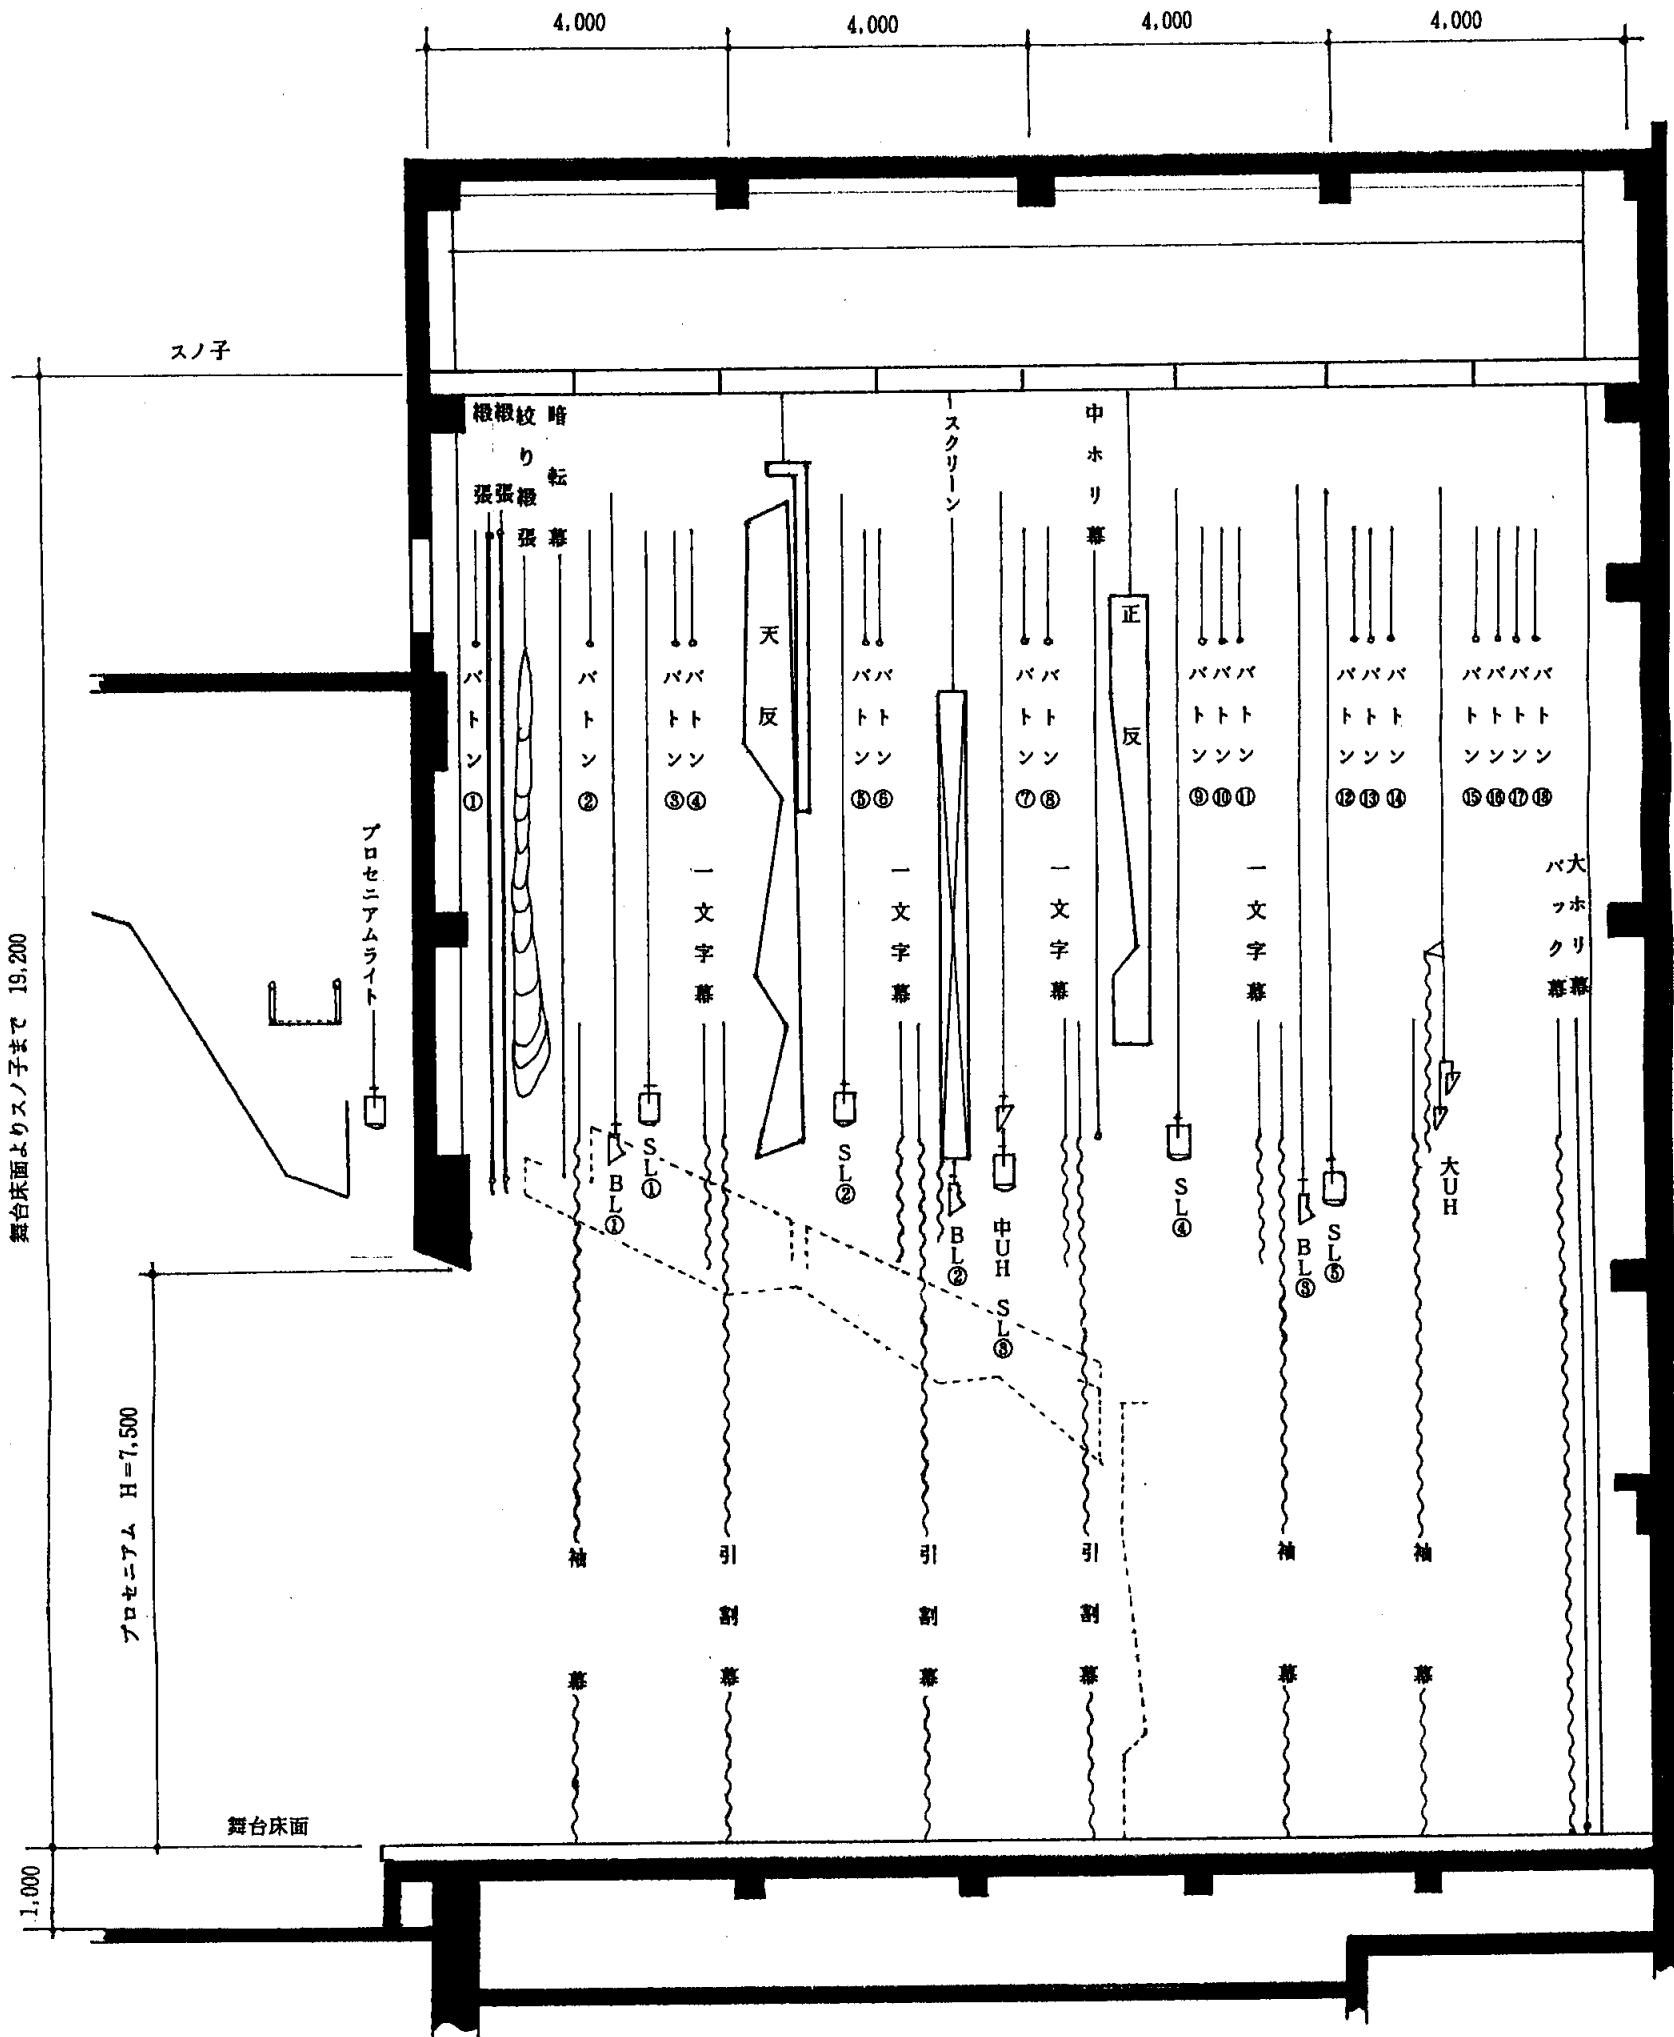 4,000
4,000
4,000
4,000
スノ子
緞張
緞張
絞り緞張
暗転幕
スクリーン
中ホリ幕
天反
正反
バトン①
バトン②
バトン③
バトン④
バトン⑤
バトン⑥
バトン⑦
バトン⑧
バトン⑨
バトン⑩
バトン⑪
バトン⑫
バトン⑬
バトン⑭
バトン⑮
バトン⑯
バトン⑰
バトン⑱
プロセニアムライト
一文字幕
一文字幕
一文字幕
一文字幕
バック幕
大ホリ幕
BL①
SL①
SL②
BL②
中UH SL③
SL④
BL③
SL⑤
大UH
舞台床面よりスノ子まで 19,200
プロセニアム H=7,500
袖幕
引割幕
引割幕
引割幕
袖幕
袖幕
舞台床面
1,000